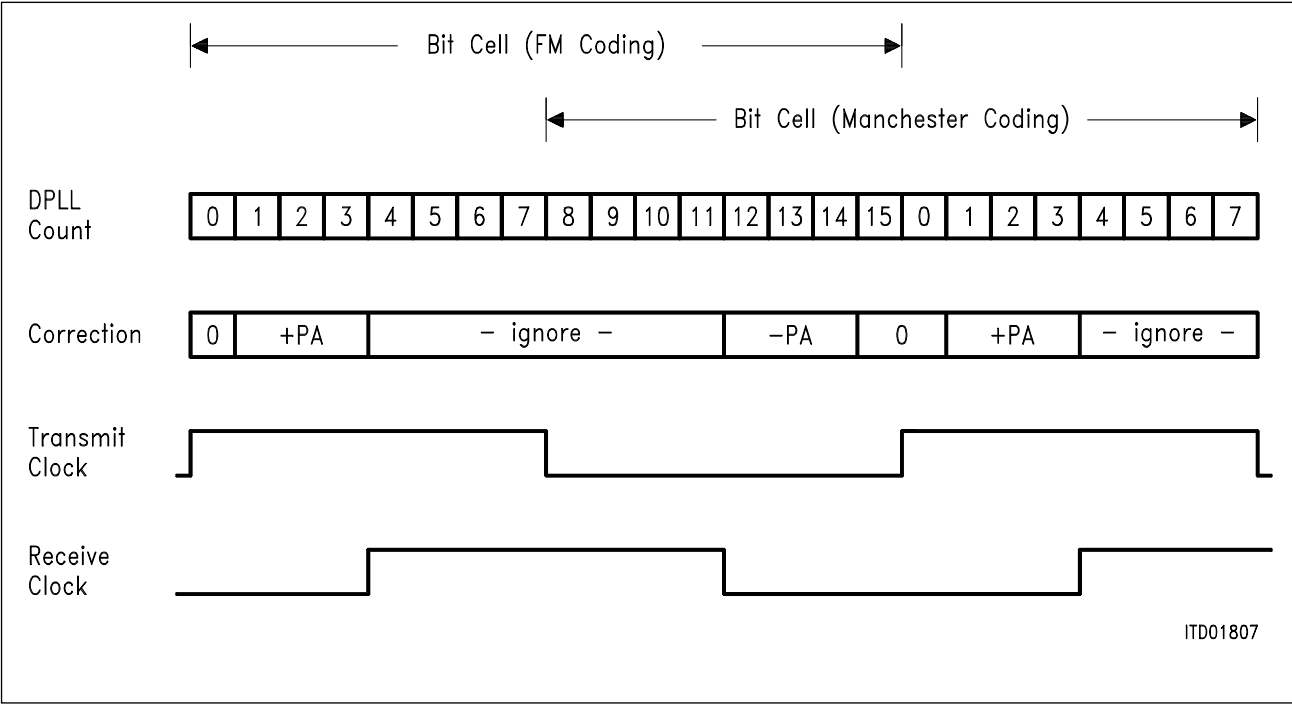 Bit Cell (FM Coding)
Bit Cell (Manchester Coding)
DPLL
Count
0 1 2 3 4 5 6 7 8 9 10 11 12 13 14 15 0 1 2 3 4 5 6 7
Correction
0 +PA - ignore - -PA 0 +PA - ignore -
Transmit
Clock
Receive
Clock
ITD01807